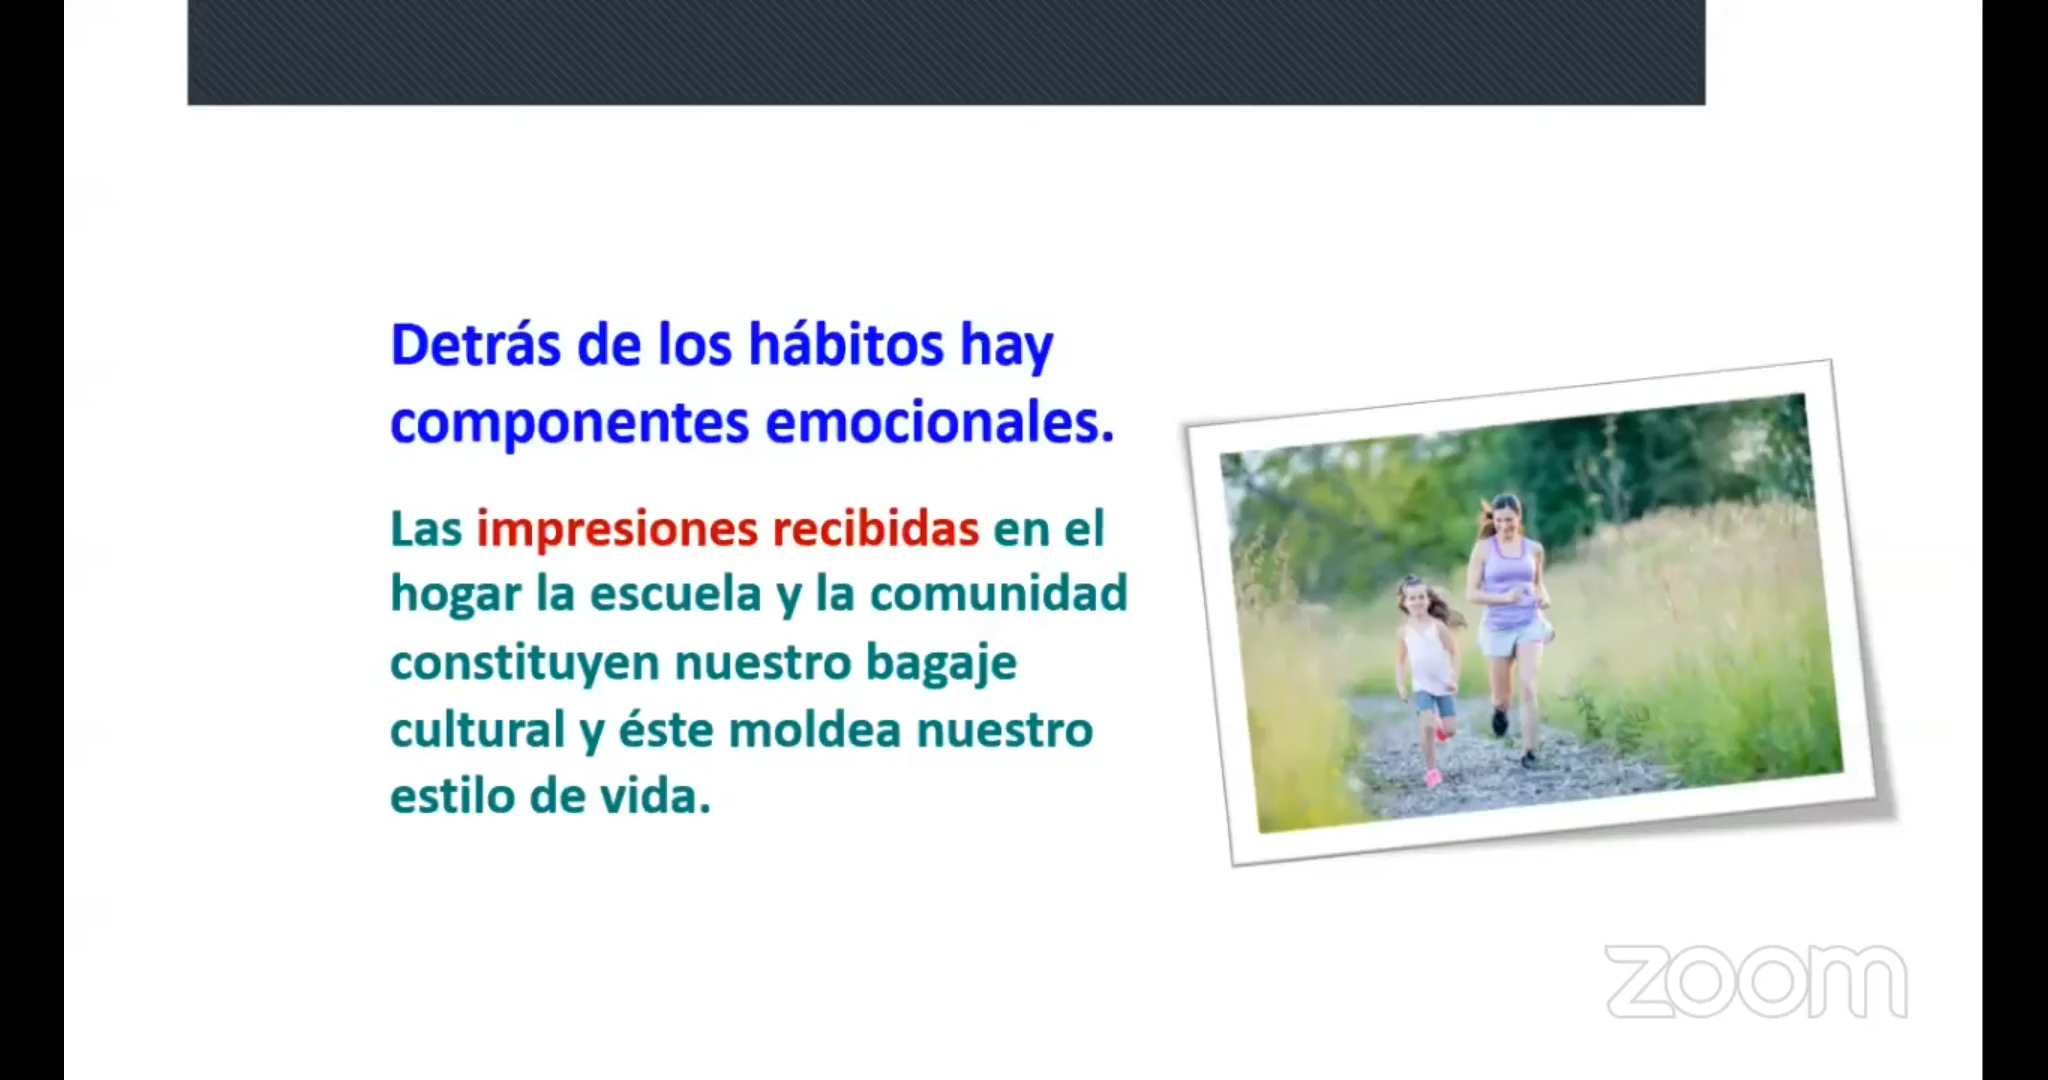 Detrás de los hábitos hay
componentes emocionales.
Las impresiones recibidas en el
hogar la escuela y la comunidad
constituyen nuestro bagaje
cultural y éste moldea nuestro
estilo de vida.
zoom